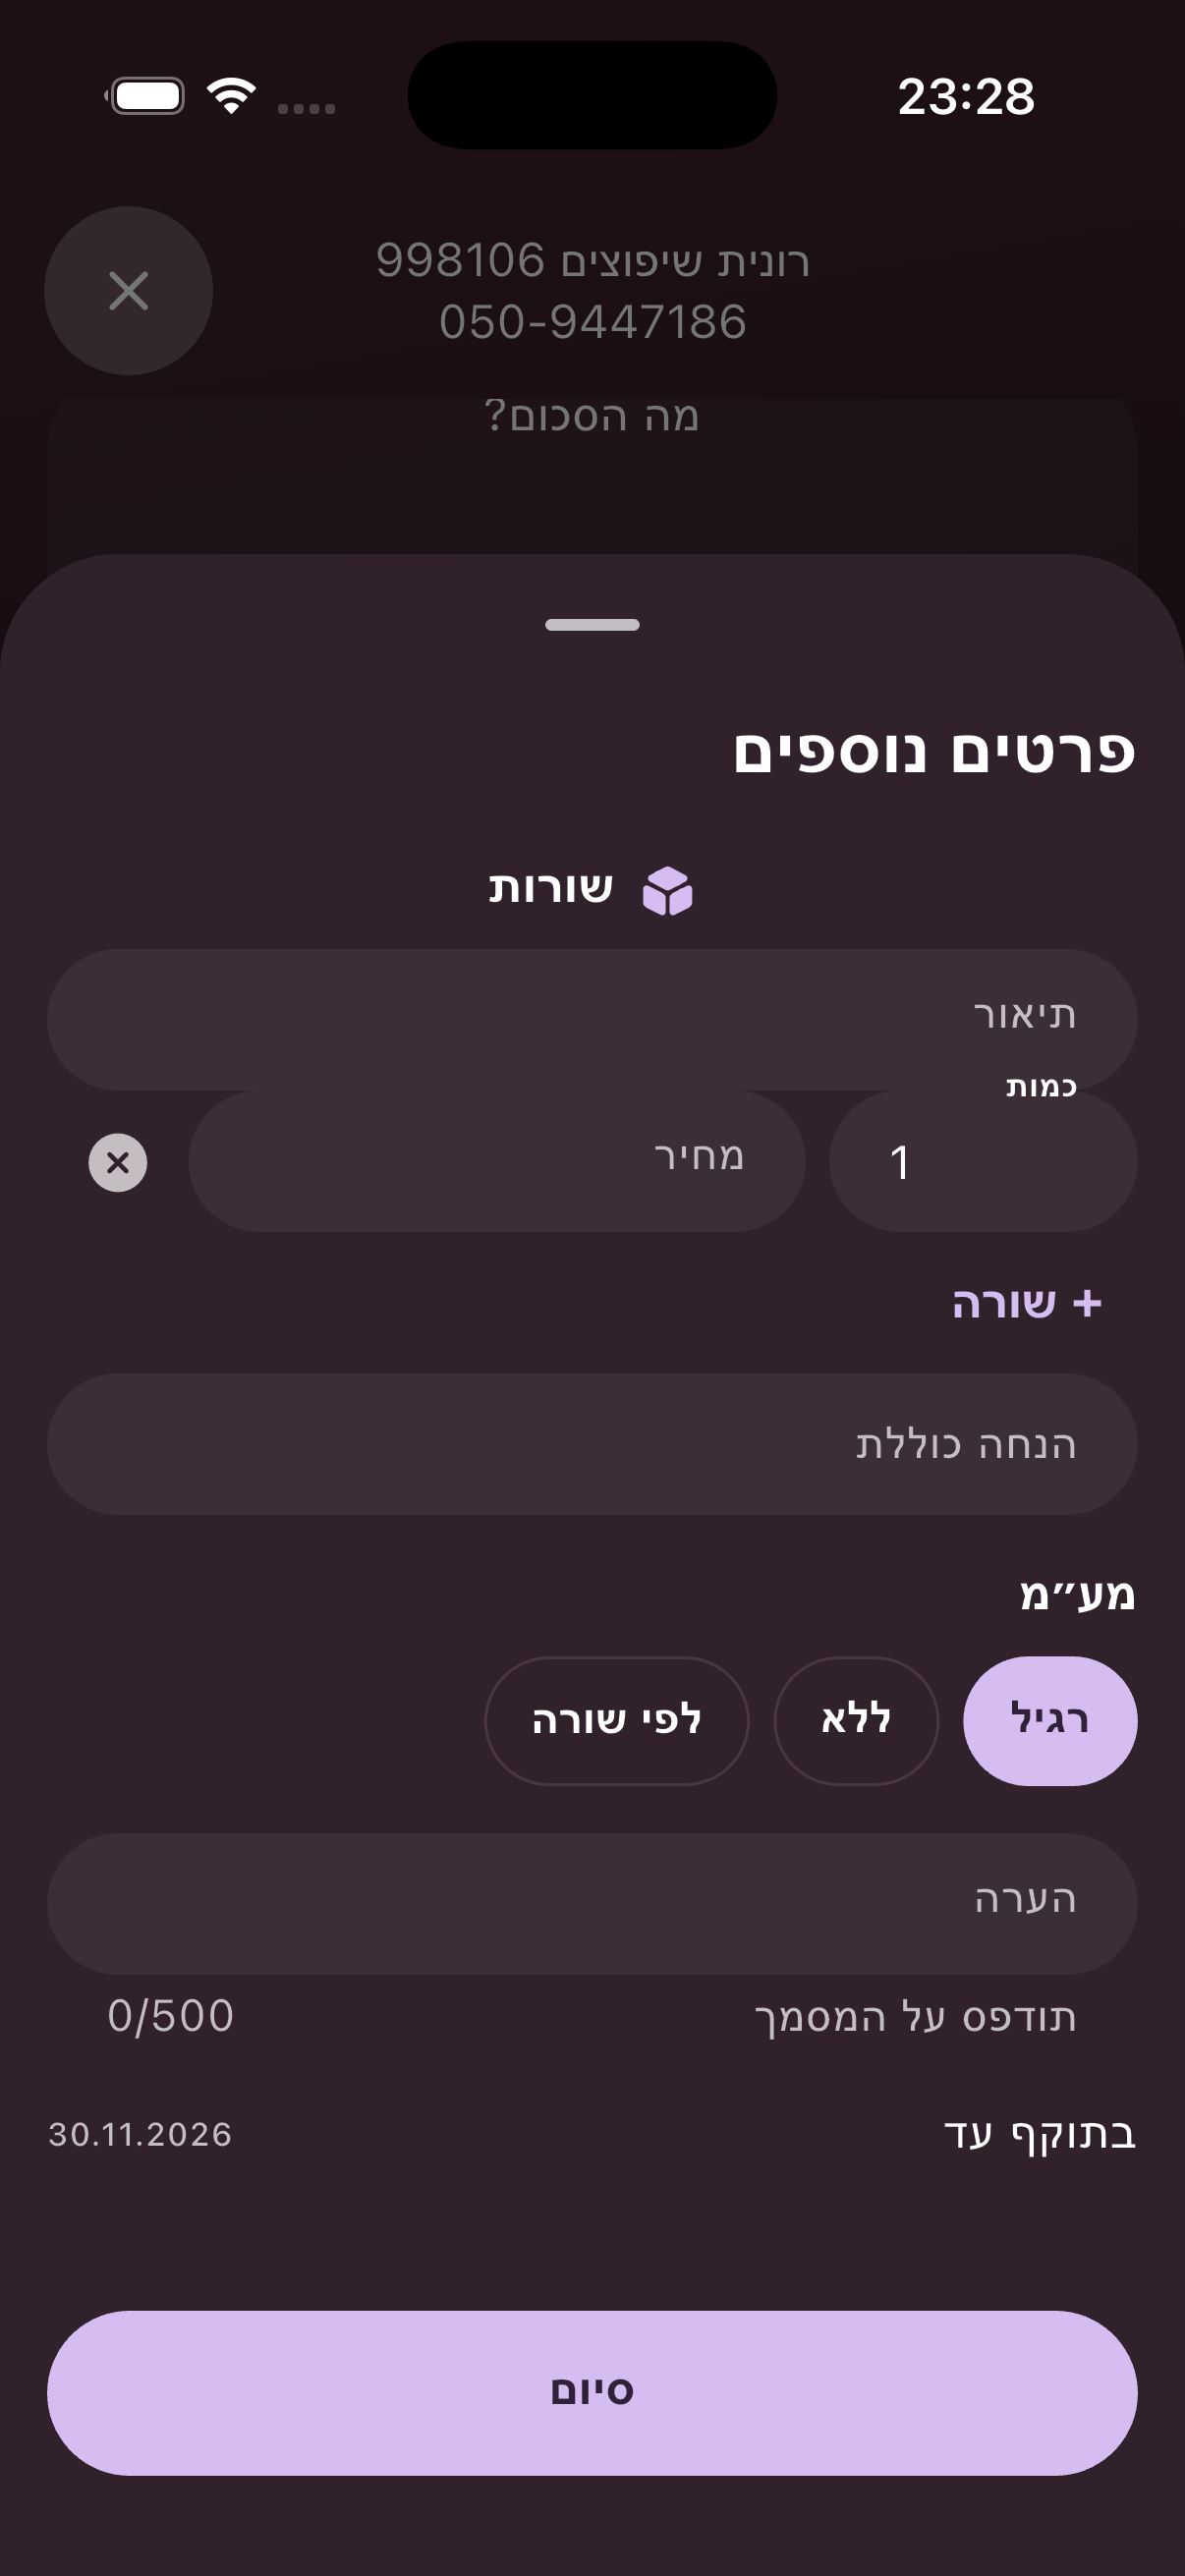 23:28
רונית שיפוצים 998106
050-9447186
מה הסכום?
פרטים נוספים
שורות
תיאור
כמות
1
מחיר
+ שורה
הנחה כוללת
מע״מ
רגיל
ללא
לפי שורה
הערה
תודפס על המסמך
0/500
בתוקף עד
30.11.2026
סיום